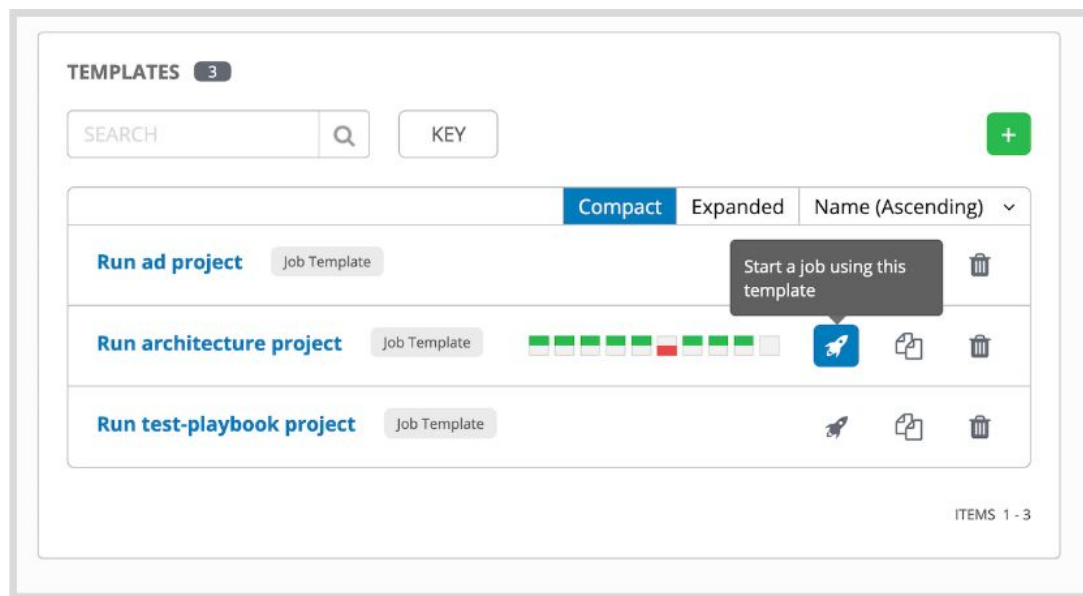 TEMPLATES 3
SEARCH KEY +
Compact Expanded Name (Ascending)
Run ad project Job Template
Start a job using this
template
Run architecture project Job Template
Run test-playbook project Job Template
ITEMS 1 - 3